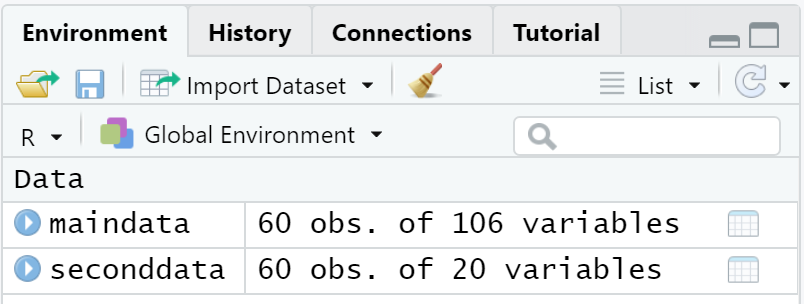 Environment History Connections Tutorial
Import Dataset List
R Global Environment
Data
maindata 60 obs. of 106 variables
seconddata 60 obs. of 20 variables